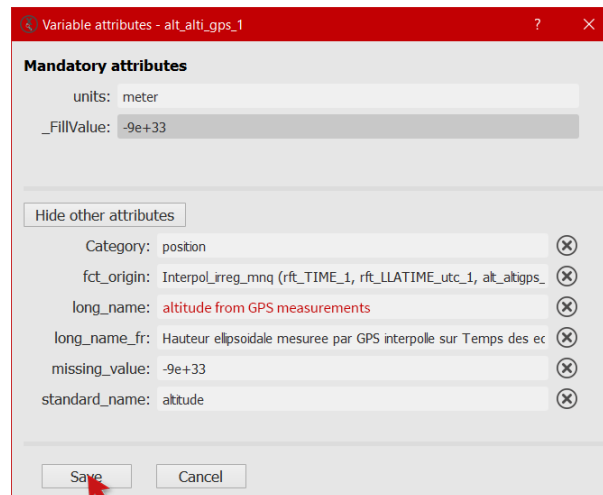 Variable attributes - alt_alti_gps_1 ?
Mandatory attributes
units: meter
_FillValue: -9e+33
Hide other attributes
Category: position
fct_origin: Interpol_irreg_mnq (rft_TIME_1, rft_LLATIME_utc_1, alt_altigps_
long_name: altitude from GPS measurements
long_name_fr: Hauteur ellipsoidale mesuree par GPS interpolle sur Temps des ec
missing_value: -9e+33
standard_name: altitude
Save Cancel